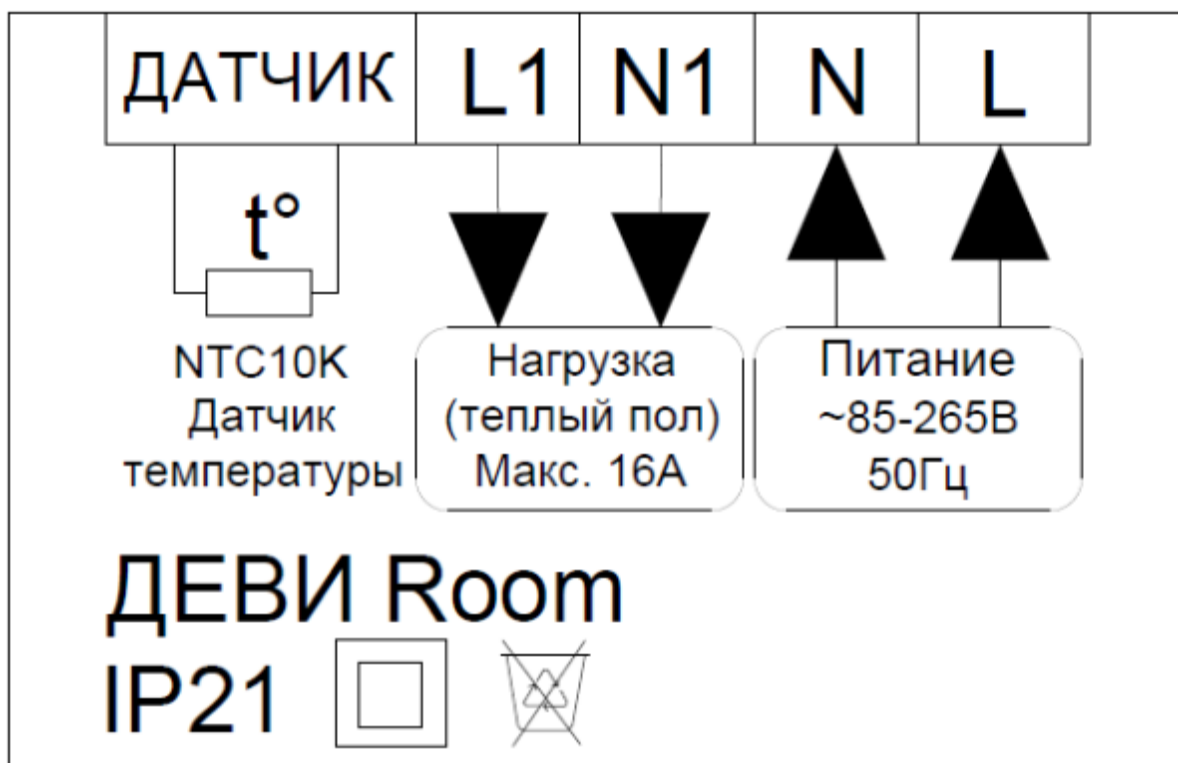 ДАТЧИК L1 N1 N L
t°
NTC10K
Датчик
температуры
Нагрузка
(теплый пол)
Макс. 16А
Питание
~85-265В
50Гц
ДЕВИ Room
IP21